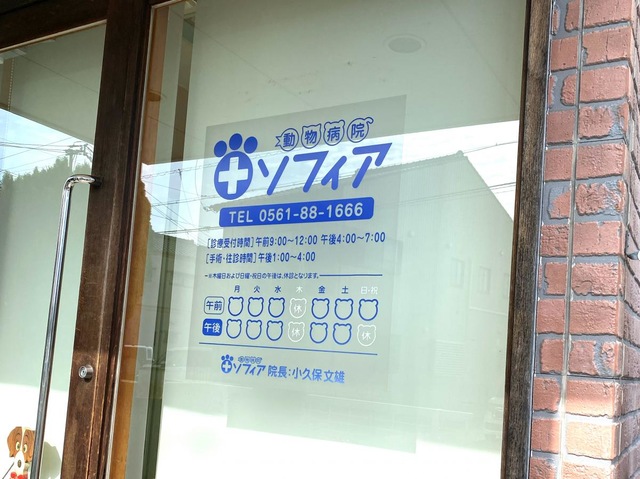 動物病院
ソフィア
TEL 0561-88-1666
[診療受付時間]午前9:00〜12:00 午後4:00〜7:00
[手術・往診時間]午後1:00〜4:00
※木曜日および日曜・祝日の午後は、休診となります。
月 火 水 木 金 土 日・祝
午前 休
午後 休 休
動物病院
ソフィア 院長:小久保文雄